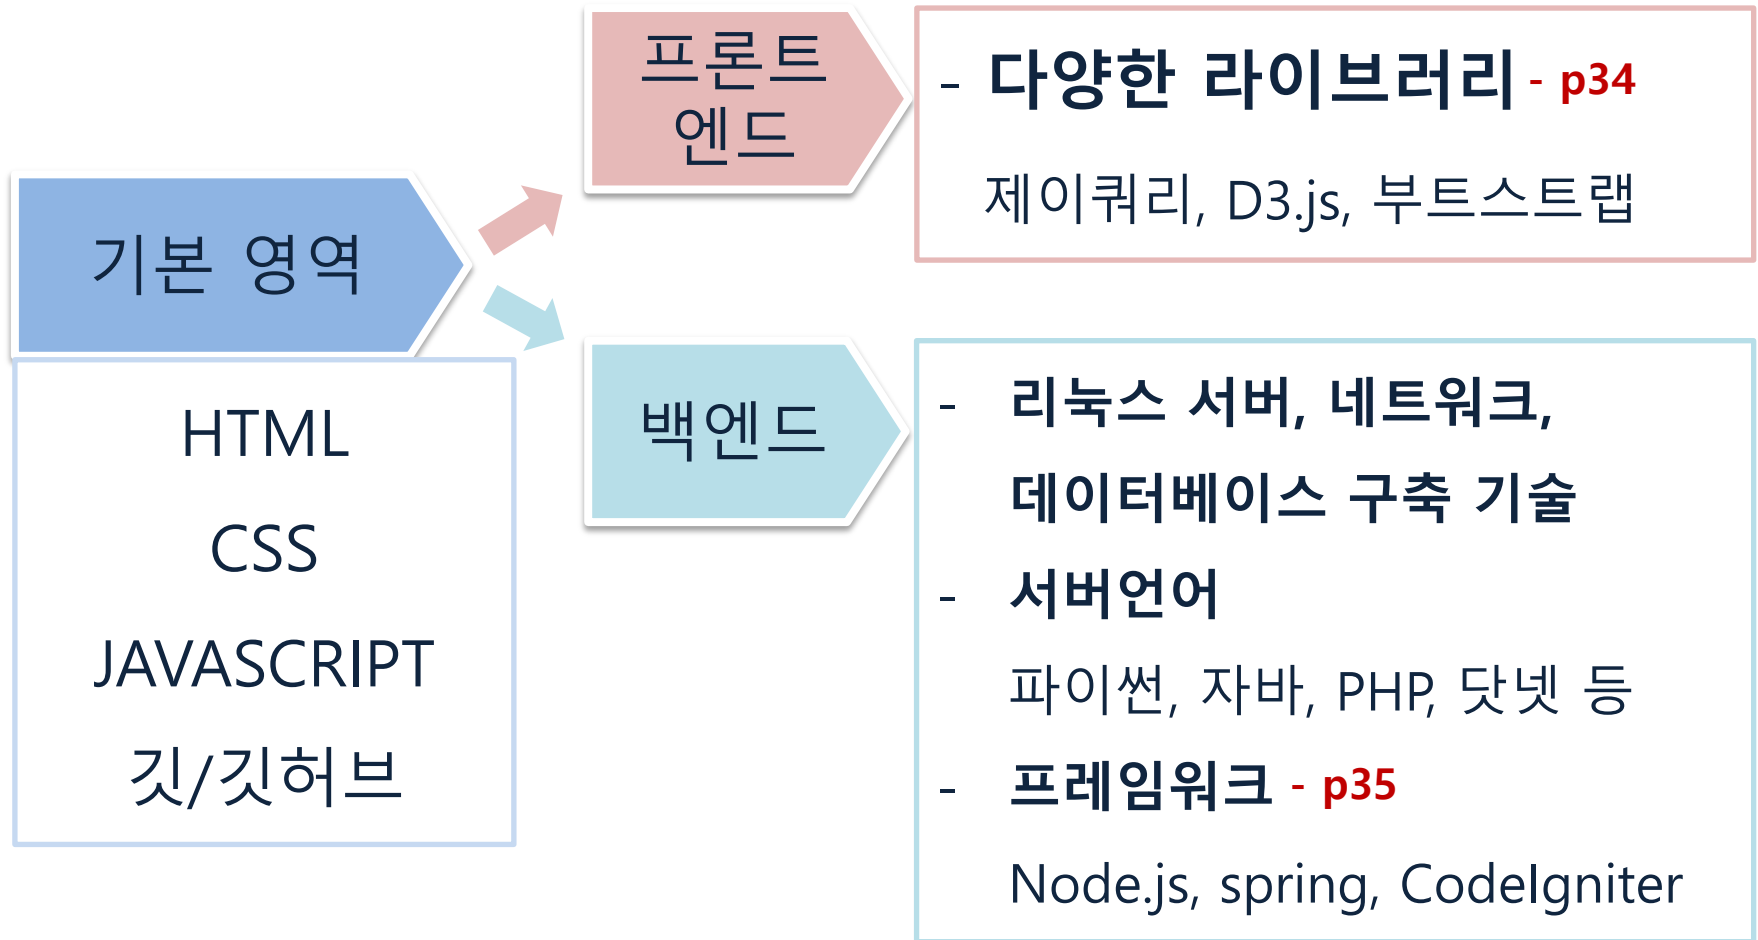 기본 영역
HTML
CSS
JAVASCRIPT
깃/깃허브
프론트
엔드
- 다양한 라이브러리 - p34
제이쿼리, D3.js, 부트스트랩
백엔드
- 리눅스 서버, 네트워크,
데이터베이스 구축 기술
- 서버언어
파이썬, 자바, PHP, 닷넷 등
- 프레임워크 - p35
Node.js, spring, CodeIgniter